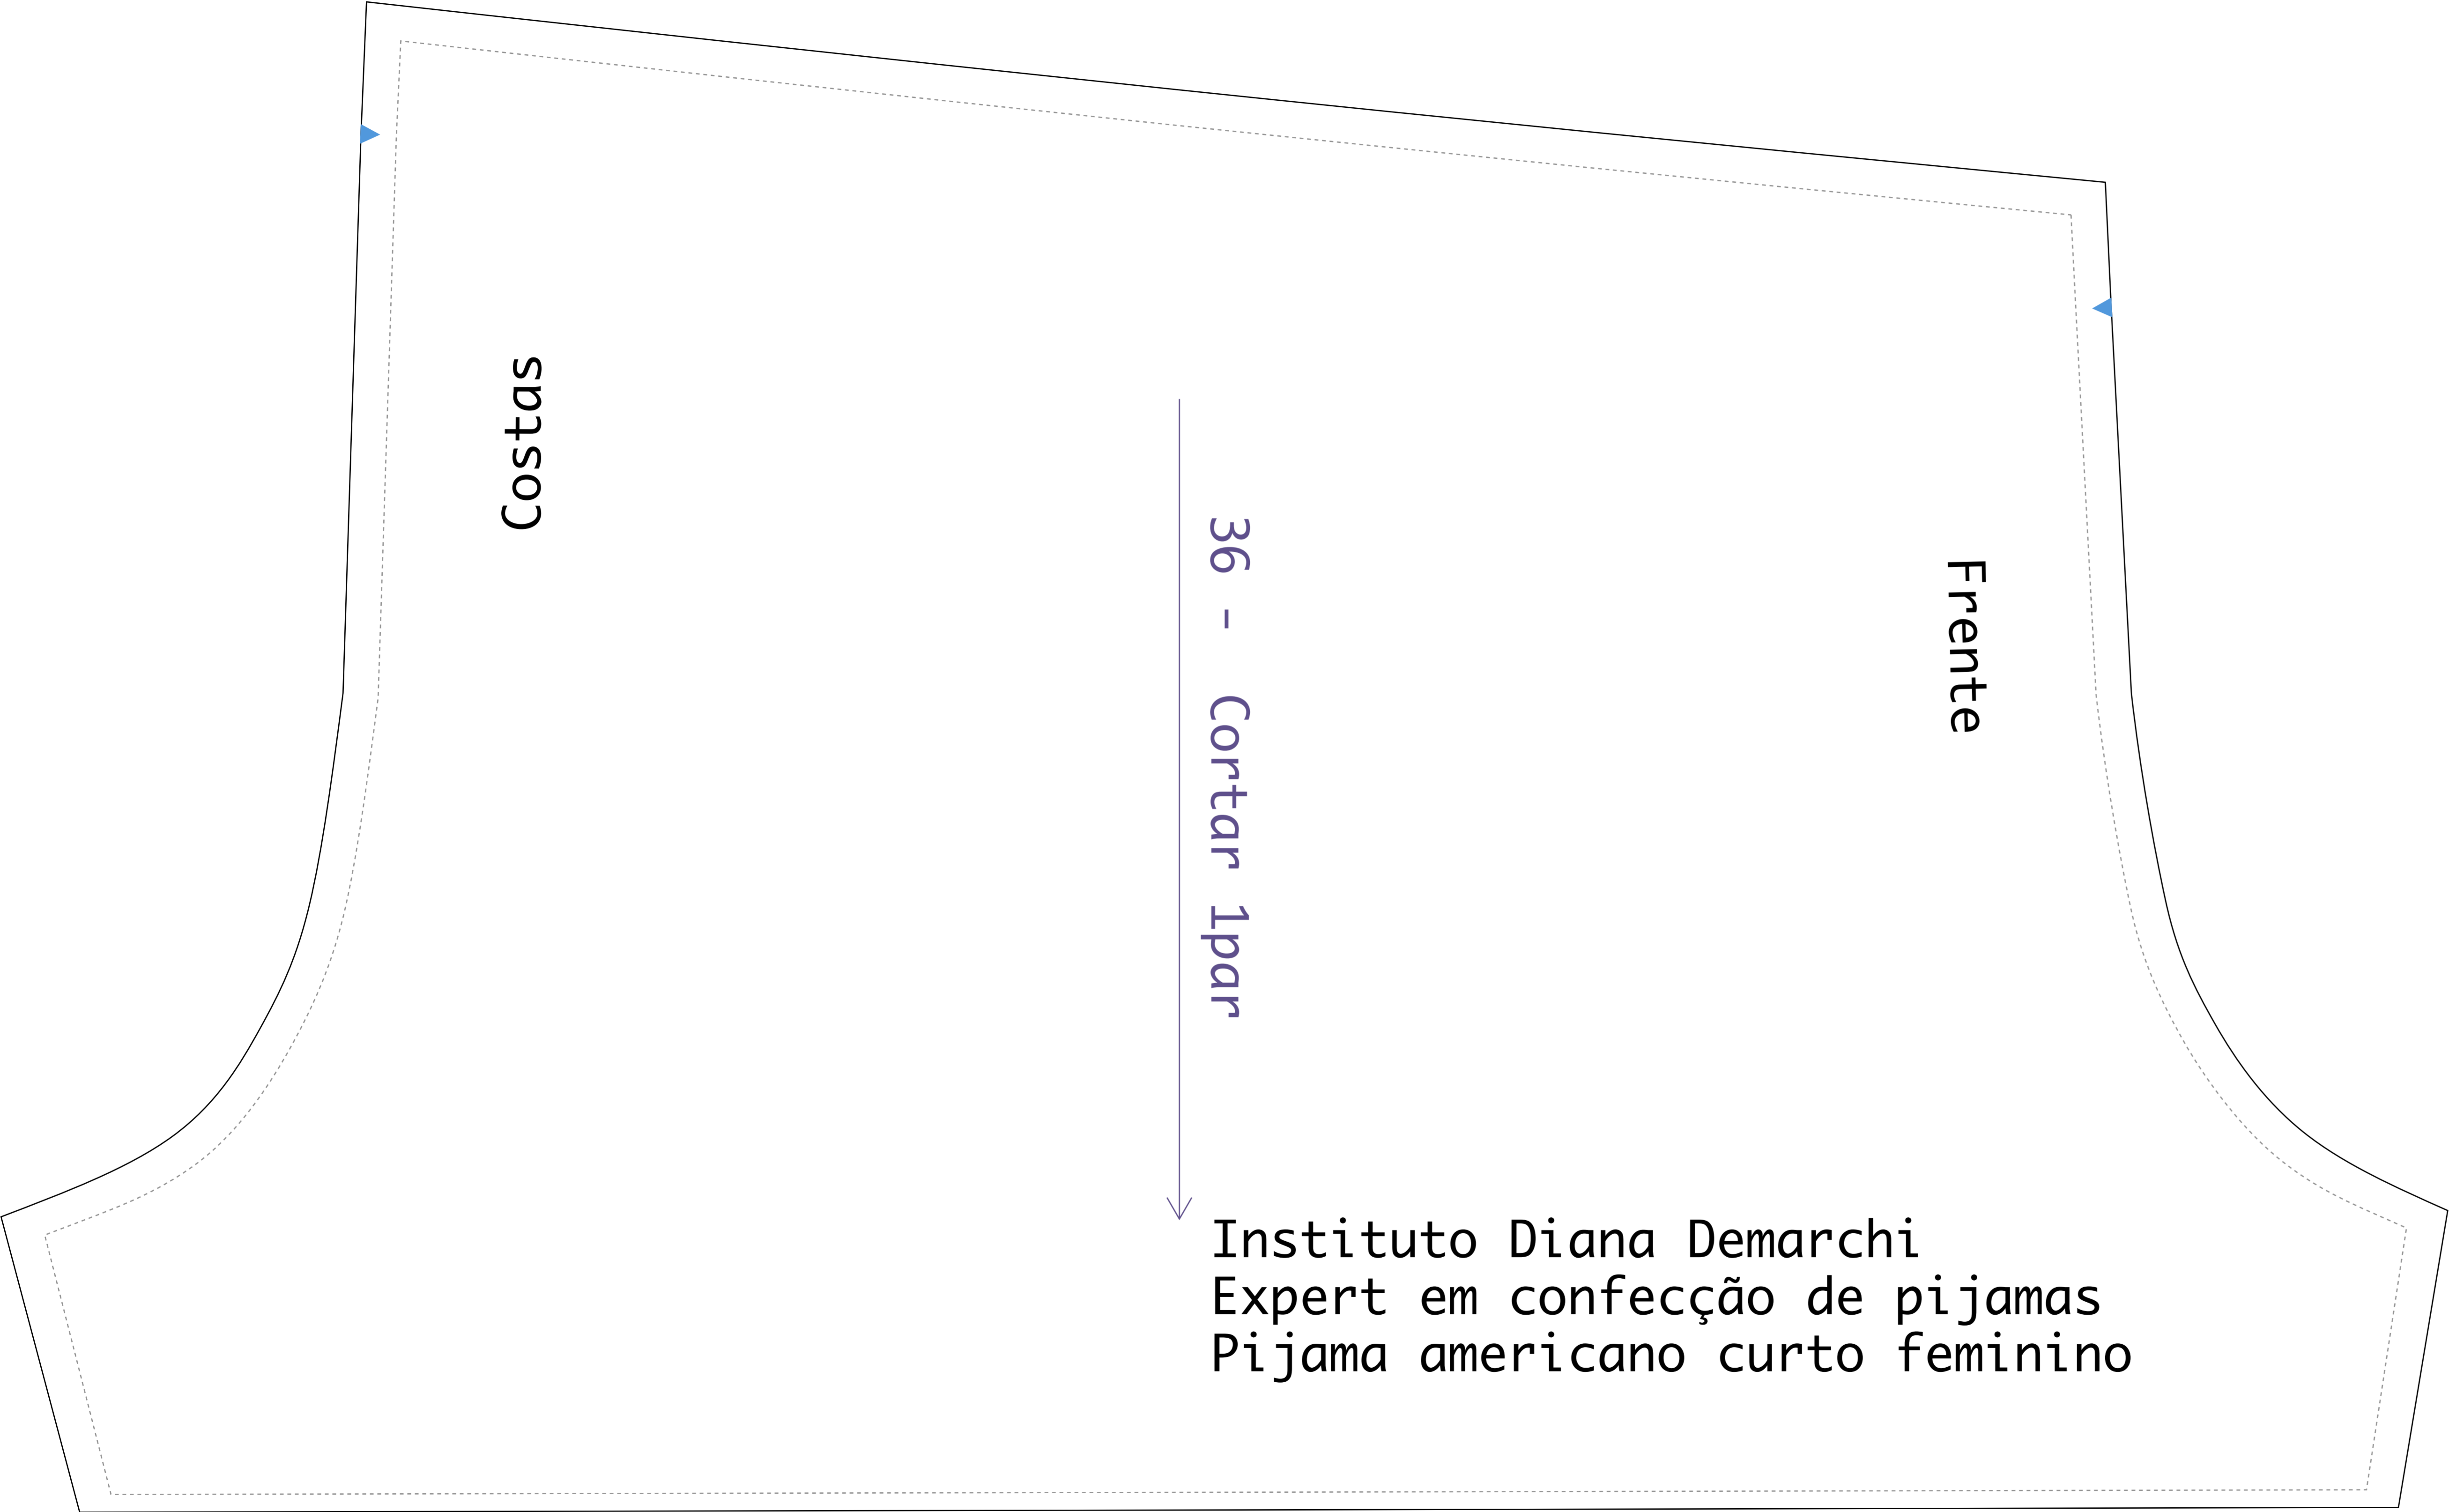 Costas
36 - Cortar 1par
Frente
Instituto Diana Demarchi
Expert em confecção de pijamas
Pijama americano curto feminino